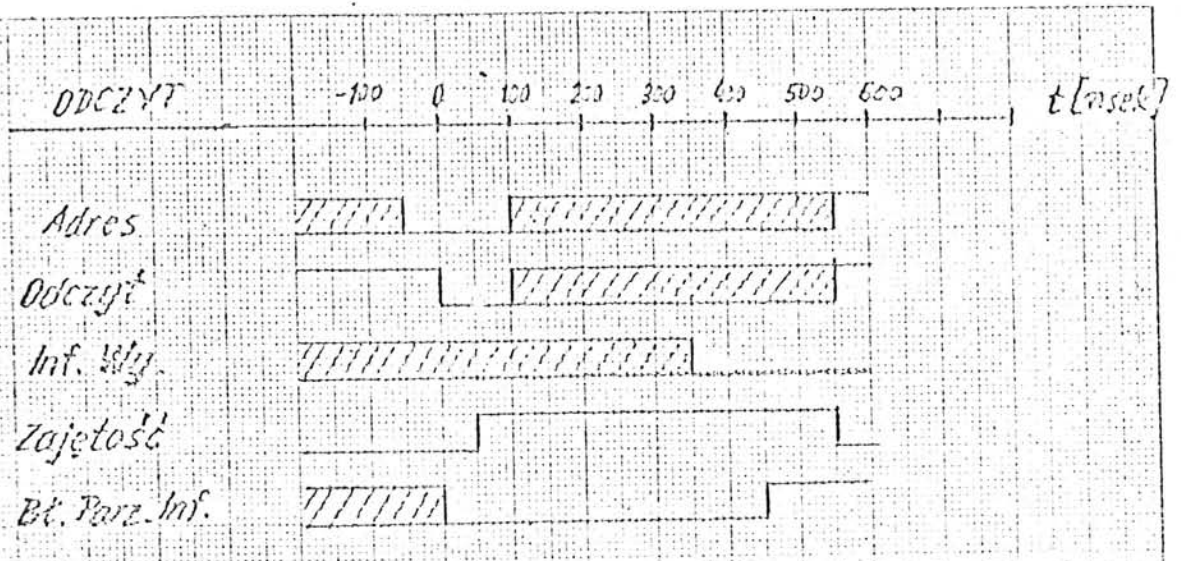 ODCZYT -100 0 100 200 300 400 500 600 t [nsek]
Adres
Odczyt
Inf. Wy.
Zajętość
Bł. Parz. Inf.